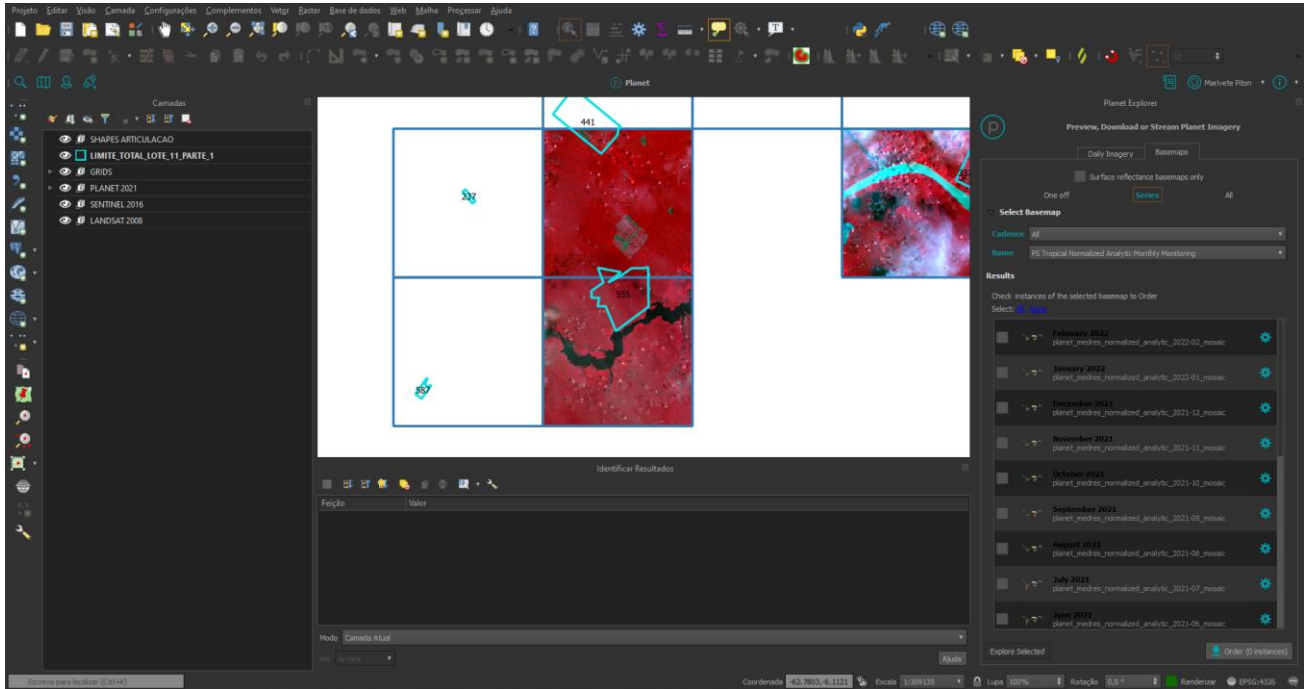 Projeto Editar Visão Camada Configurações Complementos Vetor Raster Base de dados Web Malha Processar Ajuda
Planet
Marivete Piton
Camadas
SHAPES ARTICULACAO
LIMITE_TOTAL_LOTE_11_PARTE_1
GRIDS
PLANET 2021
SENTINEL 2016
LANDSAT 2008
441
237
555
587
Identificar Resultados
Feição Valor
Modo Camada Atual
Ver Árvore
Ajuda
Planet Explorer
Preview, Download or Stream Planet Imagery
Daily Imagery Basemaps
Surface reflectance basemaps only
One off Series All
Select Basemap
Cadence All
Name PS Tropical Normalized Analytic Monthly Monitoring
Results
Check instances of the selected basemap to Order
Select: All None
February 2022
planet_medres_normalized_analytic_2022-02_mosaic
January 2022
planet_medres_normalized_analytic_2022-01_mosaic
December 2021
planet_medres_normalized_analytic_2021-12_mosaic
November 2021
planet_medres_normalized_analytic_2021-11_mosaic
October 2021
planet_medres_normalized_analytic_2021-10_mosaic
September 2021
planet_medres_normalized_analytic_2021-09_mosaic
August 2021
planet_medres_normalized_analytic_2021-08_mosaic
July 2021
planet_medres_normalized_analytic_2021-07_mosaic
June 2021
planet_medres_normalized_analytic_2021-06_mosaic
Explore Selected
Order (0 instances)
Escreva para localizar (Ctrl+K)
Coordenada -62.7803,-6.1121 Escala 1:309135 Lupa 100% Rotação 0,0 ° Renderizar EPSG:4326